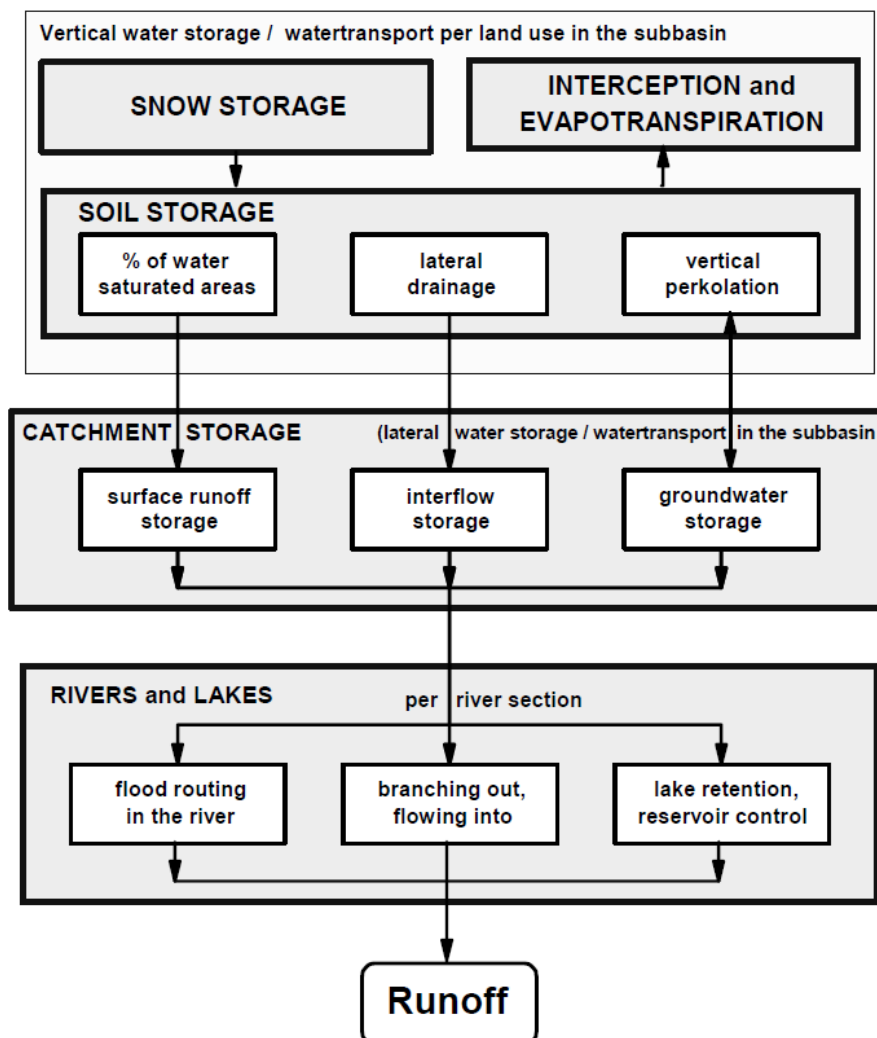 Vertical water storage / watertransport per land use in the subbasin
SNOW STORAGE
INTERCEPTION and
EVAPOTRANSPIRATION
SOIL STORAGE
% of water
saturated areas
lateral
drainage
vertical
perkolation
CATCHMENT STORAGE
(lateral water storage / watertransport in the subbasin
surface runoff
storage
interflow
storage
groundwater
storage
RIVERS and LAKES
per river section
flood routing
in the river
branching out,
flowing into
lake retention,
reservoir control
Runoff